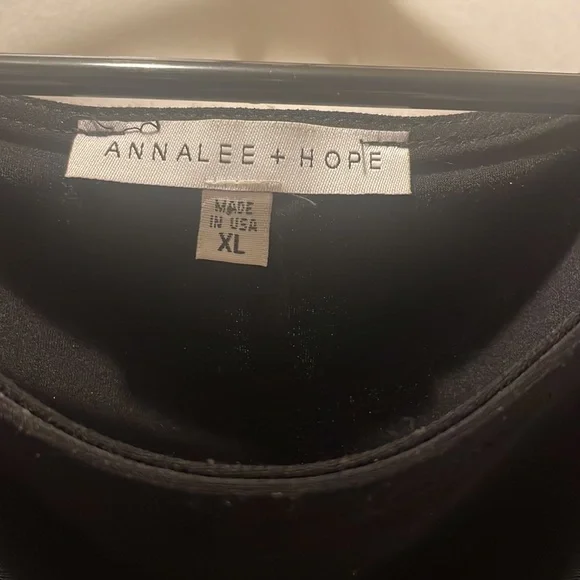 ANNALEE + HOPE
MADE
IN USA
XL